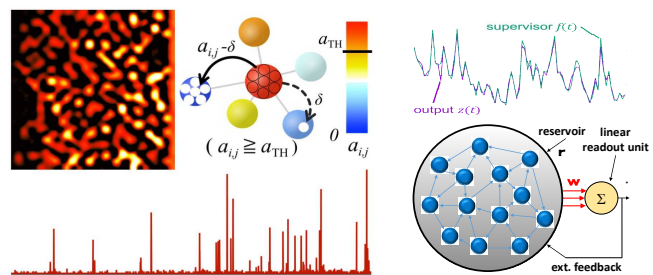 a_{i,j}-δ
a_TH
δ
0
( a_{i,j} ≧ a_TH ) a_{i,j}
supervisor f(t)
output z(t)
reservoir
r
linear
readout unit
w
Σ
ext. feedback